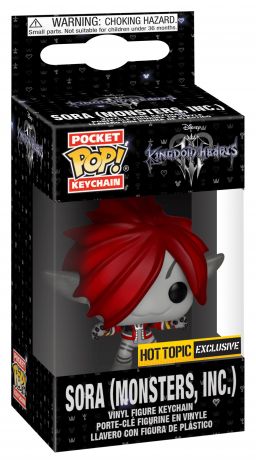 WARNING: CHOKING HAZARD.
Small parts. Not suitable for children under 36 months.
SORA (MONSTERS, INC.)
POCKET
POP!
KEYCHAIN
Disney
KINGDOM HEARTS
III
HOT TOPIC EXCLUSIVE
SORA (MONSTERS, INC.)
VINYL FIGURE KEYCHAIN
PORTE-CLÉ FIGURINE EN VINYLE
LLAVERO CON FIGURA DE PLÁSTICO